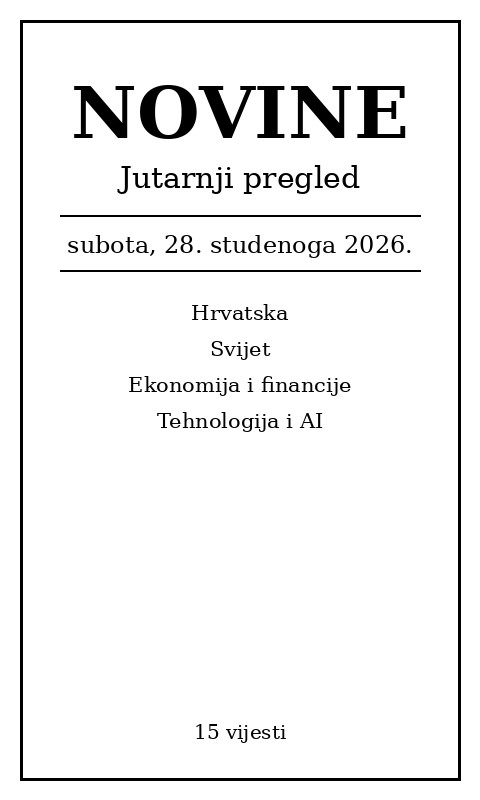 NOVINE
Jutarnji pregled
subota, 28. studenoga 2026.
Hrvatska
Svijet
Ekonomija i financije
Tehnologija i AI
15 vijesti